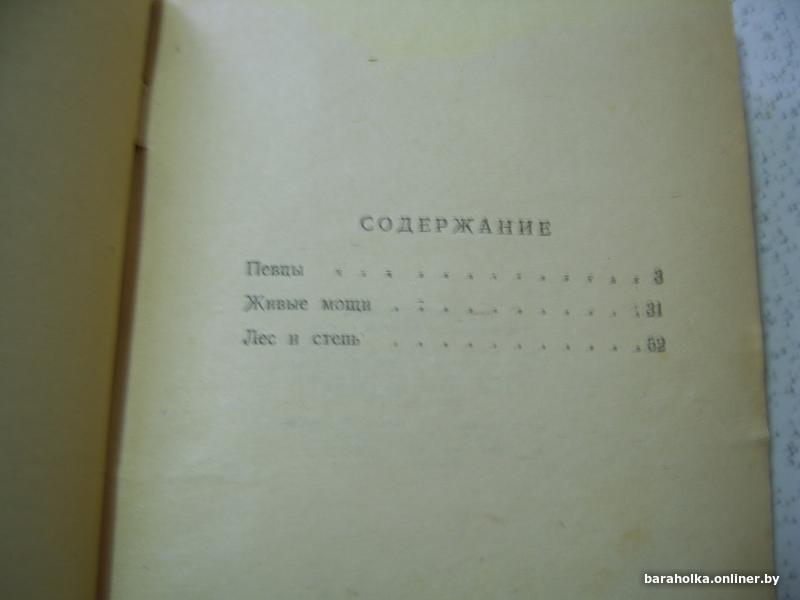 СОДЕРЖАНИЕ
Певцы . . . . . . . . . . . . 3
Живые мощи . . . . . . . . . . . 31
Лес и степь . . . . . . . . . . . 52
baraholka.onliner.by